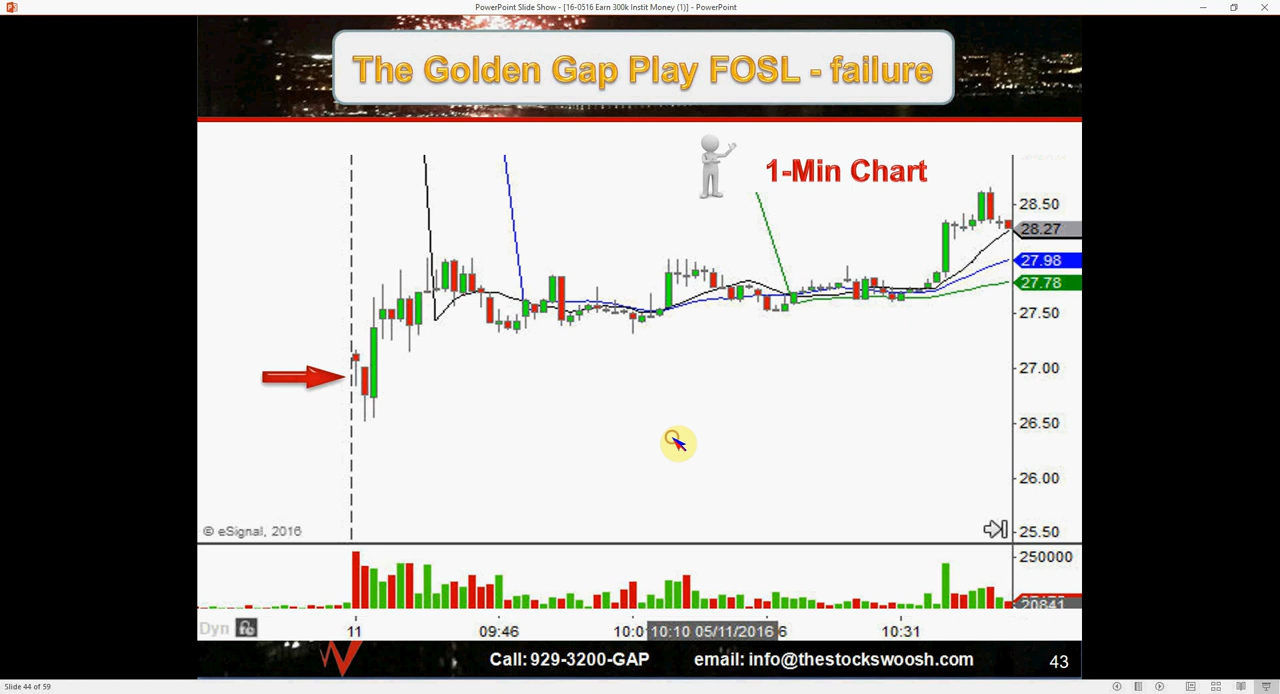 PowerPoint Slide Show - [16-0516 Earn 300k Instit Money (1)] - PowerPoint
The Golden Gap Play FOSL - failure
1-Min Chart
28.50
28.27
27.98
27.78
27.50
27.00
26.50
26.00
25.50
© eSignal, 2016
250000
20841
Dyn
11 09:46 10:10 05/11/2016 10:31
Call: 929-3200-GAP email: info@thestockswoosh.com 43
Slide 44 of 59